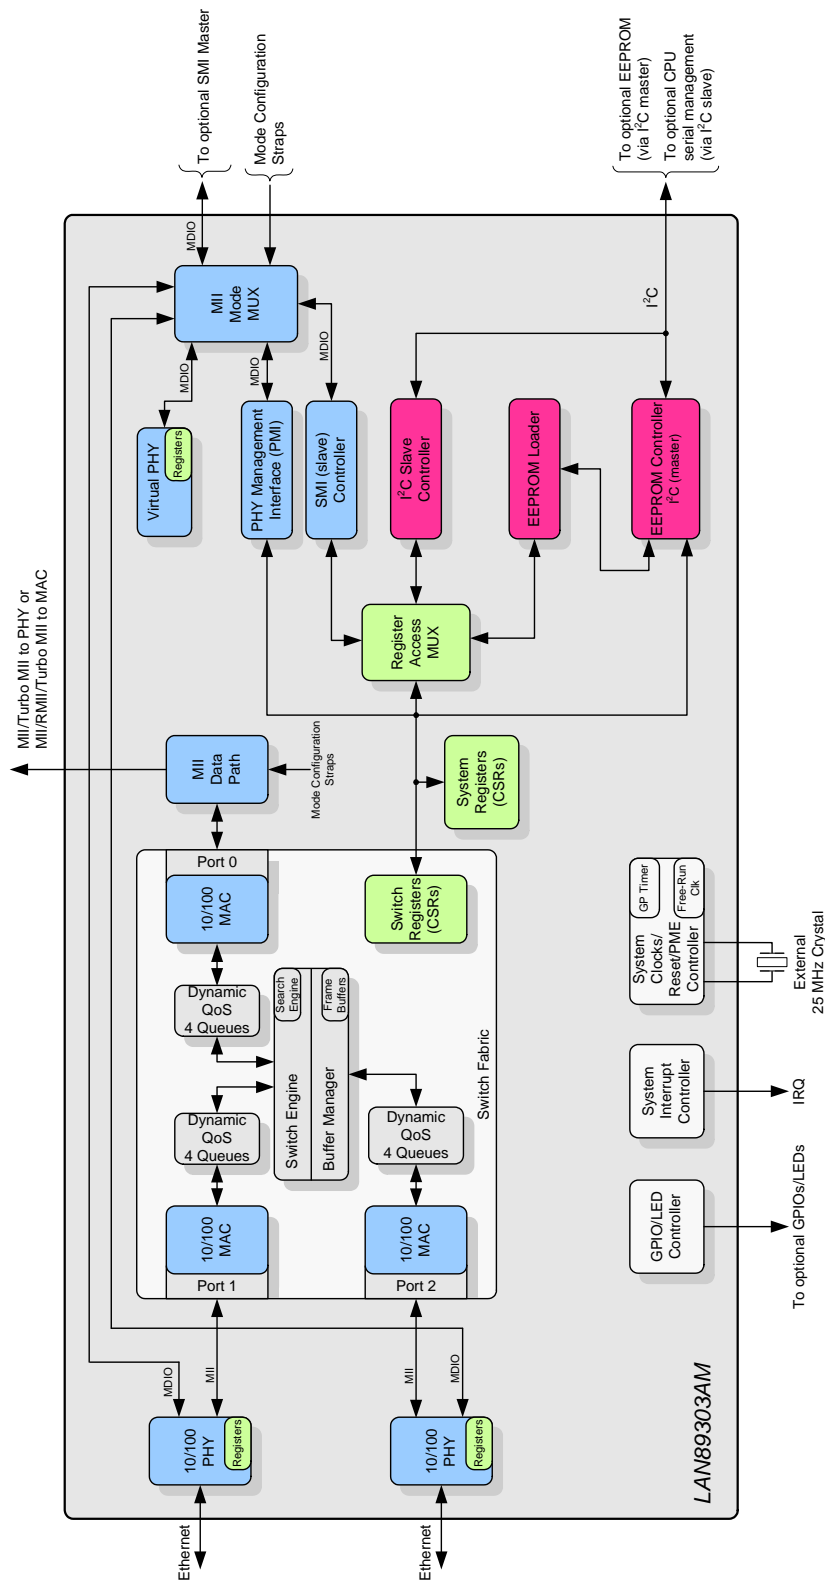 Ethernet
10/100
PHY
Registers
MDIO
MII
Ethernet
10/100
PHY
Registers
MII
MDIO
Port 1
10/100
MAC
Dynamic
QoS
4 Queues
Port 2
10/100
MAC
Dynamic
QoS
4 Queues
Switch Engine
Buffer Manager
Search
Engine
Frame
Buffers
Dynamic
QoS
4 Queues
10/100
MAC
Port 0
Switch Fabric
Switch
Registers
(CSRs)
System
Registers
(CSRs)
MII
Data
Path
Mode Configuration
Straps
MII/Turbo MII to PHY or
MII/RMII/Turbo MII to MAC
Register
Access
MUX
Virtual PHY
Registers
MDIO
PHY Management
Interface (PMI)
MDIO
SMI (slave)
Controller
MDIO
I²C Slave
Controller
EEPROM Loader
EEPROM Controller
I²C (master)
MII
Mode
MUX
MDIO
To optional SMI Master
Mode Configuration
Straps
I²C
To optional EEPROM
(via I²C master)
To optional CPU
serial management
(via I²C slave)
LAN89303AM
GPIO/LED
Controller
To optional GPIOs/LEDs
System
Interrupt
Controller
IRQ
System
Clocks/
Reset/PME
Controller
GP Timer
Free-Run
Clk
External
25 MHz Crystal